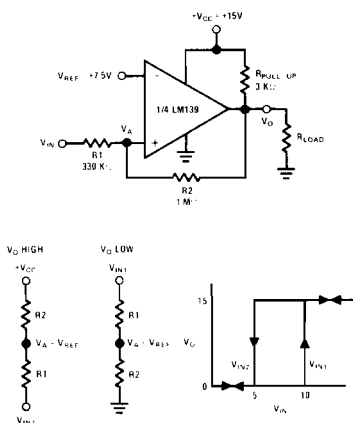 +VCC = +15V
VREF
+7.5V
-
RPULL UP
3 KΩ
1/4 LM139
VO
VIN
VA
+
R1
330 KΩ
RLOAD
R2
1 MΩ
VO HIGH
+VCC
R2
VA = VREF
R1
VO LOW
VIN1
R1
VA = VREF
R2
15
VO
0
VIN2
VIN1
5
10
VIN